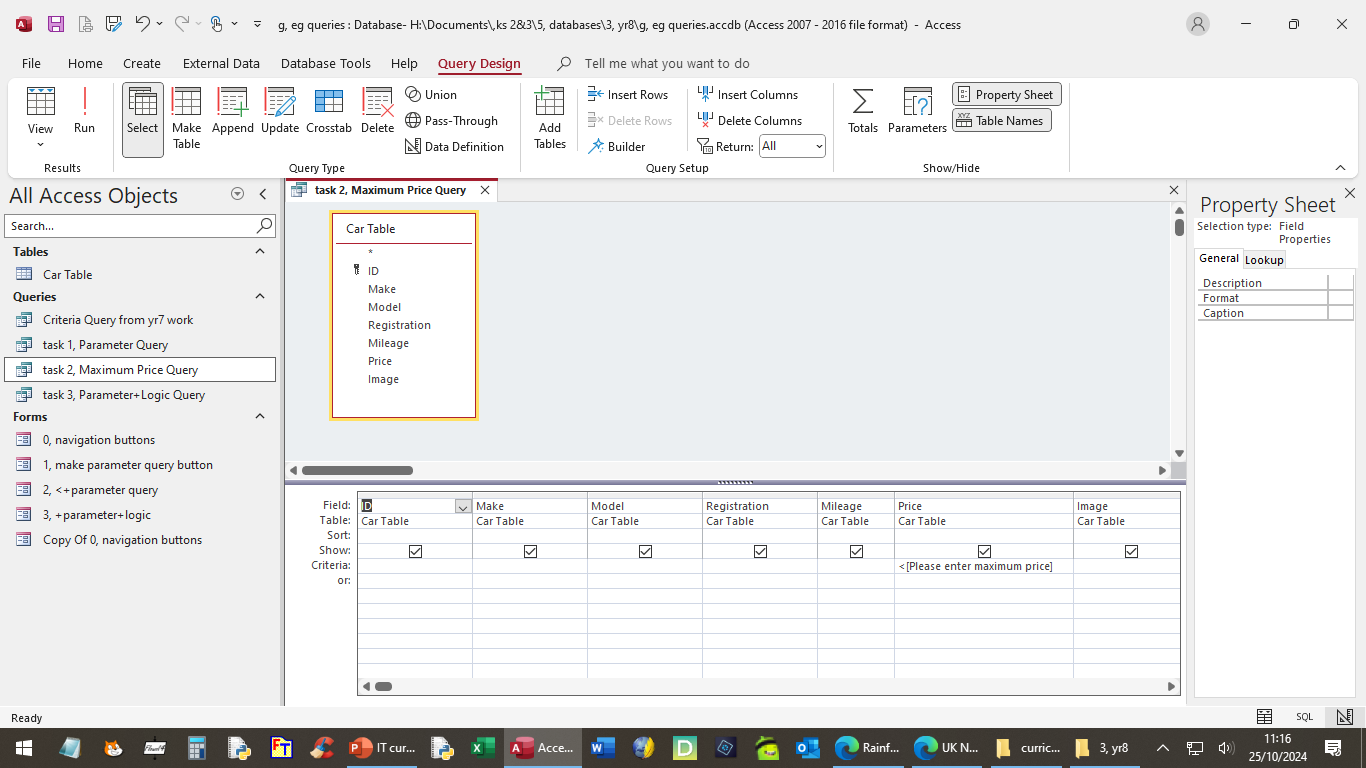 g, eg queries : Database- H:\Documents\,ks 2&3\5, databases\3, yr8\g, eg queries.accdb (Access 2007 - 2016 file format)  -  Access
File Home Create External Data Database Tools Help Query Design Tell me what you want to do
View Run Select Make Table Append Update Crosstab Delete
Union
Pass-Through
Data Definition
Add Tables
Insert Rows
Delete Rows
Builder
Insert Columns
Delete Columns
Return: All
Totals Parameters
Property Sheet
XYZ Table Names
Results Query Type Query Setup Show/Hide
All Access Objects
Search...
Tables
Car Table
Queries
Criteria Query from yr7 work
task 1, Parameter Query
task 2, Maximum Price Query
task 3, Parameter+Logic Query
Forms
0, navigation buttons
1, make parameter query button
2, <+parameter query
3, +parameter+logic
Copy Of 0, navigation buttons
task 2, Maximum Price Query
Car Table
*
ID
Make
Model
Registration
Mileage
Price
Image
Field: ID Make Model Registration Mileage Price Image
Table: Car Table Car Table Car Table Car Table Car Table Car Table Car Table
Sort:
Show:
Criteria: <[Please enter maximum price]
or:
Property Sheet
Selection type: Field Properties
General Lookup
Description
Format
Caption
Ready
SQL
IT cur...
Acce...
Rainf...
UK N...
curric...
3, yr8
11:16
25/10/2024